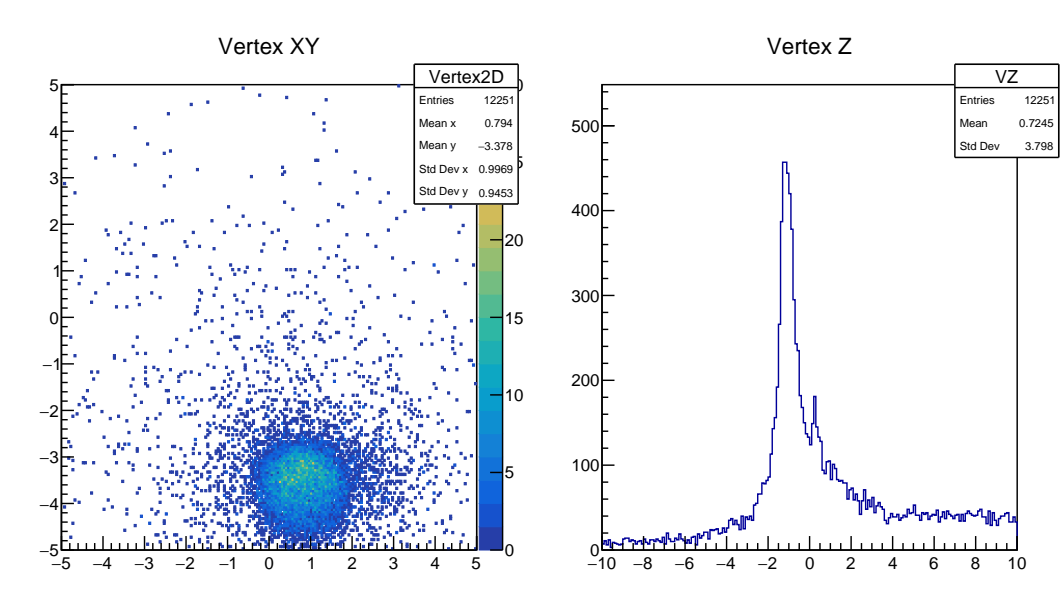 Vertex XY
Vertex2D
Entries 12251
Mean x 0.794
Mean y −3.378
Std Dev x 0.9969
Std Dev y 0.9453
5
4
3
2
1
0
−1
−2
−3
−4
−5
−5 −4 −3 −2 −1 0 1 2 3 4 5
20
15
10
5
0
Vertex Z
VZ
Entries 12251
Mean 0.7245
Std Dev 3.798
500
400
300
200
100
0
−10 −8 −6 −4 −2 0 2 4 6 8 10